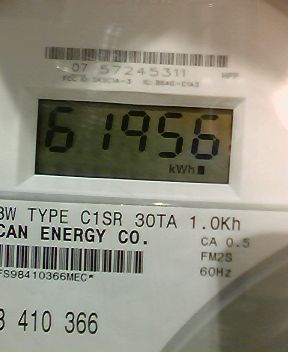 07 57245311 HPP
61956
kWh
3W TYPE C1SR 30TA 1.0Kh
CAN ENERGY CO.
CA 0.5
FM2S
60Hz
FS98410366MEC*
3 410 366